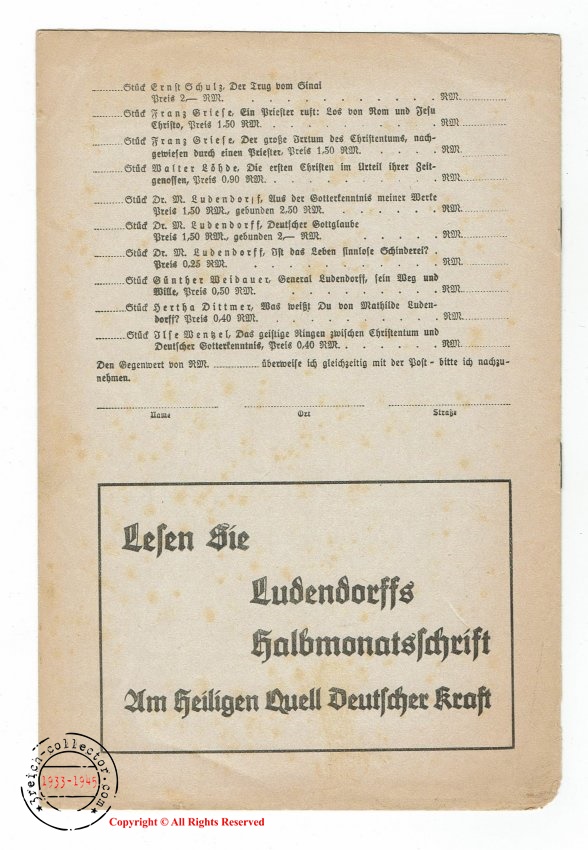 ........Stück Ernst Schulz, Der Trug vom Sinai
Preis 2,— RM. . . . . . . . . . . . . . . RM.............
........Stück Franz Griese, Ein Priester ruft: Los von Rom und Jesu
Christo, Preis 1,50 RM. . . . . . . . . . . . . RM.............
........Stück Franz Griese, Der große Irrtum des Christentums, nach-
gewiesen durch einen Priester, Preis 1,50 RM. . . . . RM.............
........Stück Walter Löhde, Die ersten Christen im Urteil ihrer Zeit-
genossen, Preis 0,90 RM. . . . . . . . . . . . RM.............
........Stück Dr. M. Ludendorff, Aus der Gotterkenntnis meiner Werke
Preis 1,50 RM., gebunden 2,50 RM. . . . . . . . RM.............
........Stück Dr. M. Ludendorff, Deutscher Gottglaube
Preis 1,50 RM., gebunden 2,— RM. . . . . . . . RM.............
........Stück Dr. M. Ludendorff, Ist das Leben sinnlose Schinderei?
Preis 0,25 RM. . . . . . . . . . . . . . . RM.............
........Stück Günther Weidauer, General Ludendorff, sein Weg und
Wille, Preis 0,50 RM. . . . . . . . . . . . . RM.............
........Stück Hertha Dittmer, Was weißt Du von Mathilde Luden-
dorff? Preis 0,40 RM. . . . . . . . . . . . . RM.............
........Stück Ilse Wentzel, Das geistige Ringen zwischen Christentum und
Deutscher Gotterkenntnis, Preis 0,40 RM. . . . . . . RM.............
Den Gegenwert von RM. ............ überweise ich gleichzeitig mit der Post - bitte ich nachzu-
nehmen.
Name Ort Straße
Lesen Sie
Ludendorffs
Halbmonatsschrift
Am Heiligen Quell Deutscher Kraft
3reich-collector.com
1933-1945
Copyright © All Rights Reserved